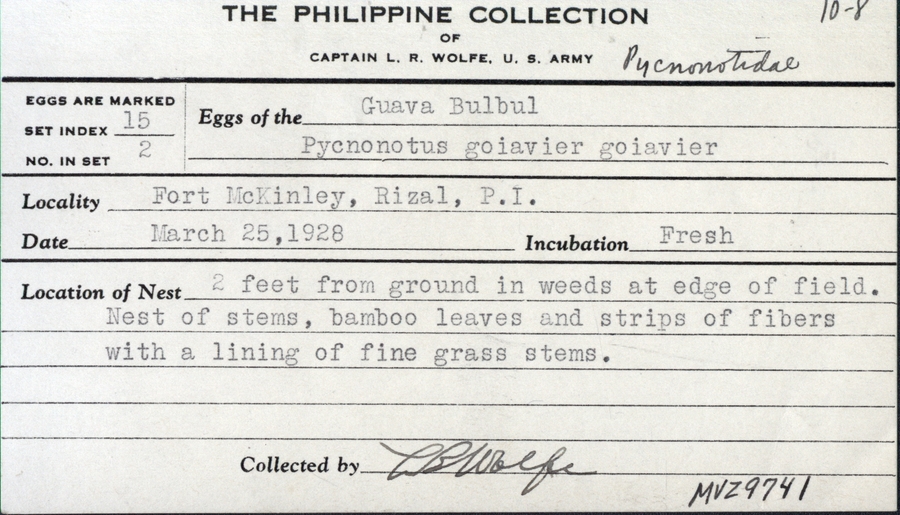 THE PHILIPPINE COLLECTION
10-8
OF
CAPTAIN L. R. WOLFE, U. S. ARMY
Pycnonotidae
EGGS ARE MARKED
SET INDEX 15
NO. IN SET 2
Eggs of the Guava Bulbul
Pycnonotus goiavier goiavier
Locality Fort McKinley, Rizal, P.I.
Date March 25,1928 Incubation Fresh
Location of Nest 2 feet from ground in weeds at edge of field.
Nest of stems, bamboo leaves and strips of fibers
with a lining of fine grass stems.
Collected by LRWolfe
MVZ9741